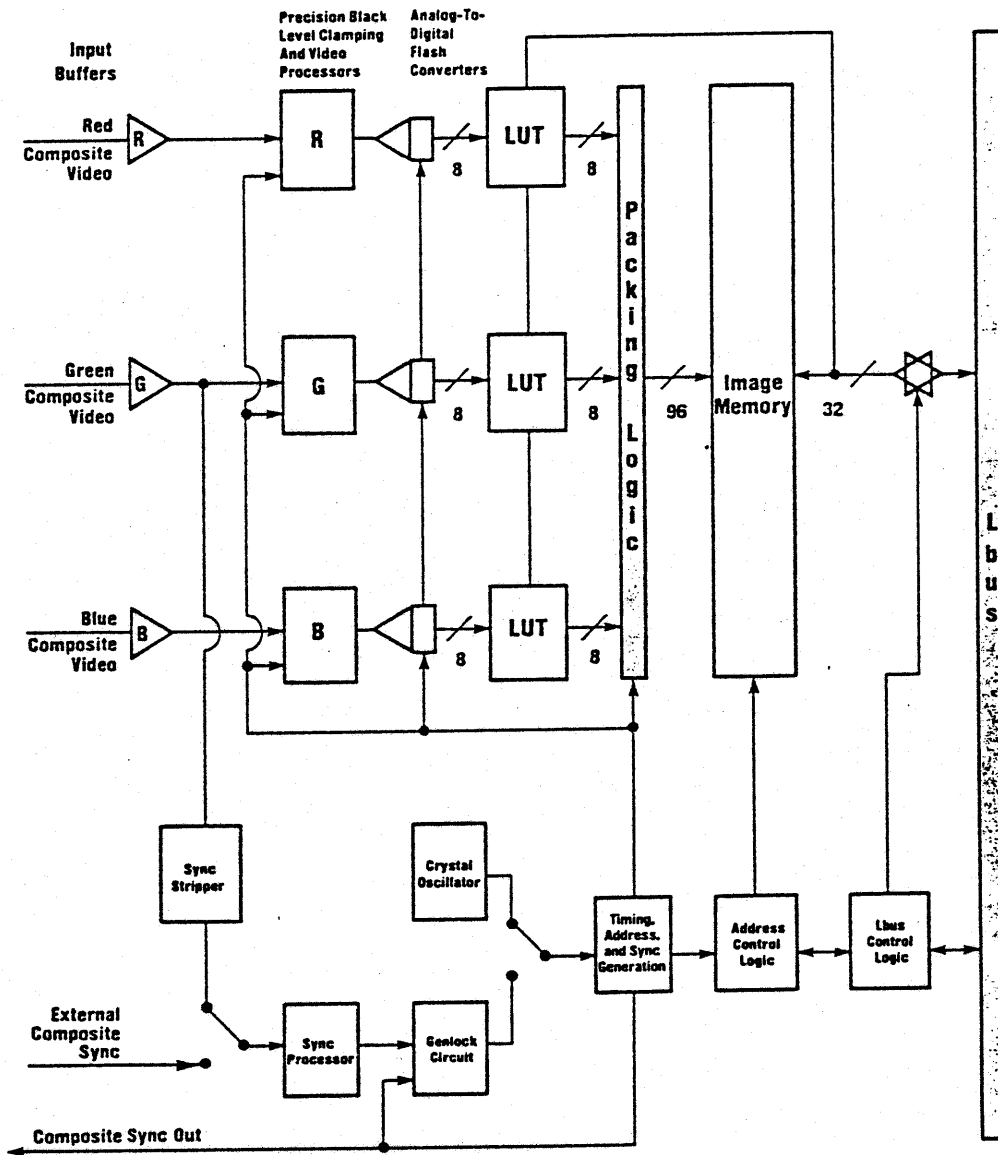 Input
Buffers
Precision Black
Level Clamping
And Video
Processors
Analog-To-
Digital
Flash
Converters
Red
Composite
Video
R
R
8
LUT
8
Green
Composite
Video
G
G
8
LUT
8
Blue
Composite
Video
B
B
8
LUT
8
Packing Logic
96
Image
Memory
32
Lbus
Sync
Stripper
Crystal
Oscillator
Timing,
Address,
and Sync
Generation
Address
Control
Logic
Lbus
Control
Logic
External
Composite
Sync
Sync
Processor
Genlock
Circuit
Composite Sync Out